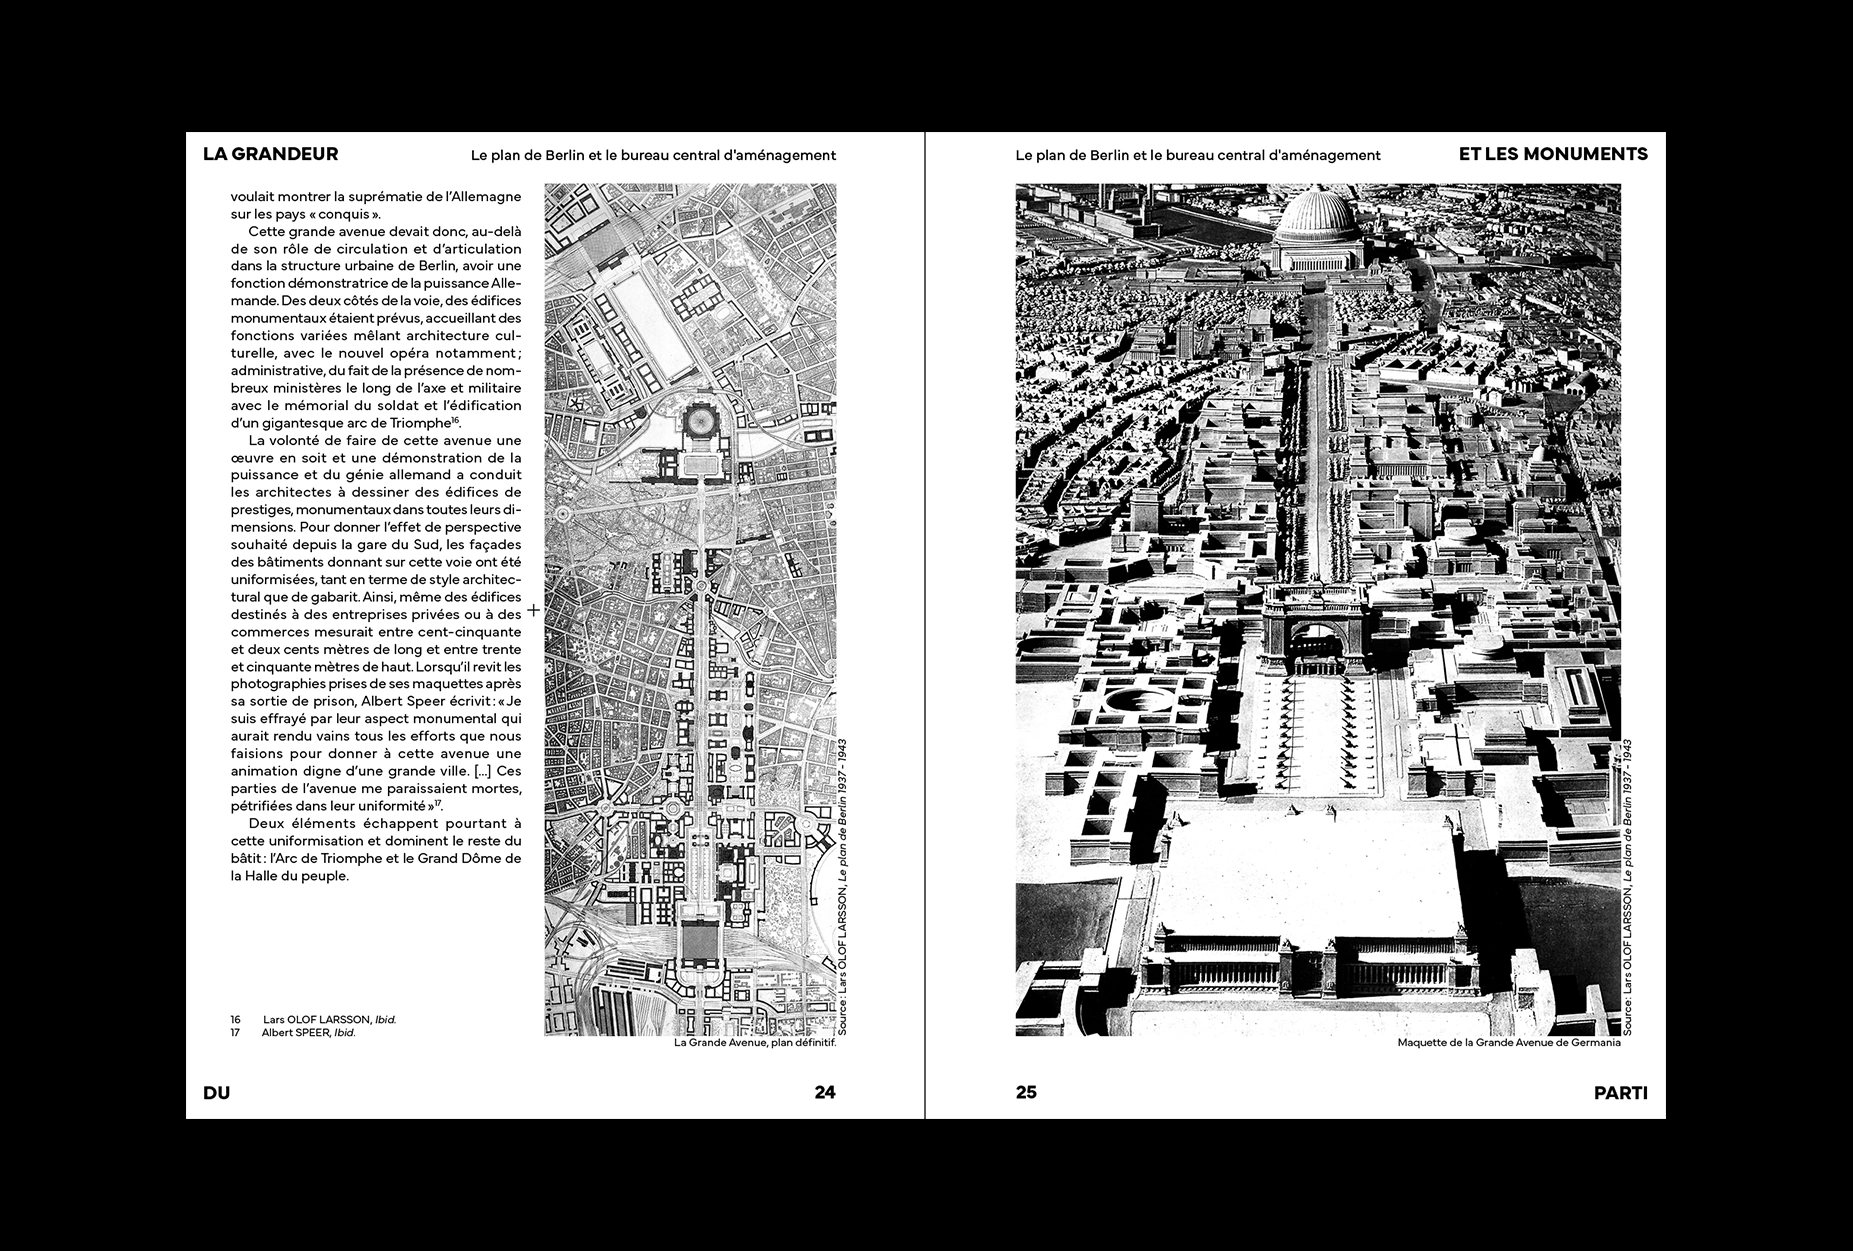 LA GRANDEUR
Le plan de Berlin et le bureau central d'aménagement
voulait montrer la suprématie de l’Allemagne
sur les pays « conquis ».
Cette grande avenue devait donc, au-delà
de son rôle de circulation et d’articulation
dans la structure urbaine de Berlin, avoir une
fonction démonstratrice de la puissance Alle-
mande. Des deux côtés de la voie, des édifices
monumentaux étaient prévus, accueillant des
fonctions variées mêlant architecture cul-
turelle, avec le nouvel opéra notamment ;
administrative, du fait de la présence de nom-
breux ministères le long de l’axe et militaire
avec le mémorial du soldat et l’édification
d’un gigantesque arc de Triomphe16.
La volonté de faire de cette avenue une
œuvre en soit et une démonstration de la
puissance et du génie allemand a conduit
les architectes à dessiner des édifices de
prestiges, monumentaux dans toutes leurs di-
mensions. Pour donner l’effet de perspective
souhaité depuis la gare du Sud, les façades
des bâtiments donnant sur cette voie ont été
uniformisées, tant en terme de style architec-
tural que de gabarit. Ainsi, même des édifices
destinés à des entreprises privées ou à des
commerces mesurait entre cent-cinquante
et deux cents mètres de long et entre trente
et cinquante mètres de haut. Lorsqu’il revit les
photographies prises de ses maquettes après
sa sortie de prison, Albert Speer écrivit : « Je
suis effrayé par leur aspect monumental qui
aurait rendu vains tous les efforts que nous
faisions pour donner à cette avenue une
animation digne d’une grande ville. [...] Ces
parties de l’avenue me paraissaient mortes,
pétrifiées dans leur uniformité »17.
Deux éléments échappent pourtant à
cette uniformisation et dominent le reste du
bâtit : l’Arc de Triomphe et le Grand Dôme de
la Halle du peuple.
16 Lars OLOF LARSSON, Ibid.
17 Albert SPEER, Ibid.
Source : Lars OLOF LARSSON, Le plan de Berlin 1937 - 1943
La Grande Avenue, plan définitif.
DU
24
Le plan de Berlin et le bureau central d'aménagement
ET LES MONUMENTS
Source : Lars OLOF LARSSON, Le plan de Berlin 1937 - 1943
Maquette de la Grande Avenue de Germania
25
PARTI